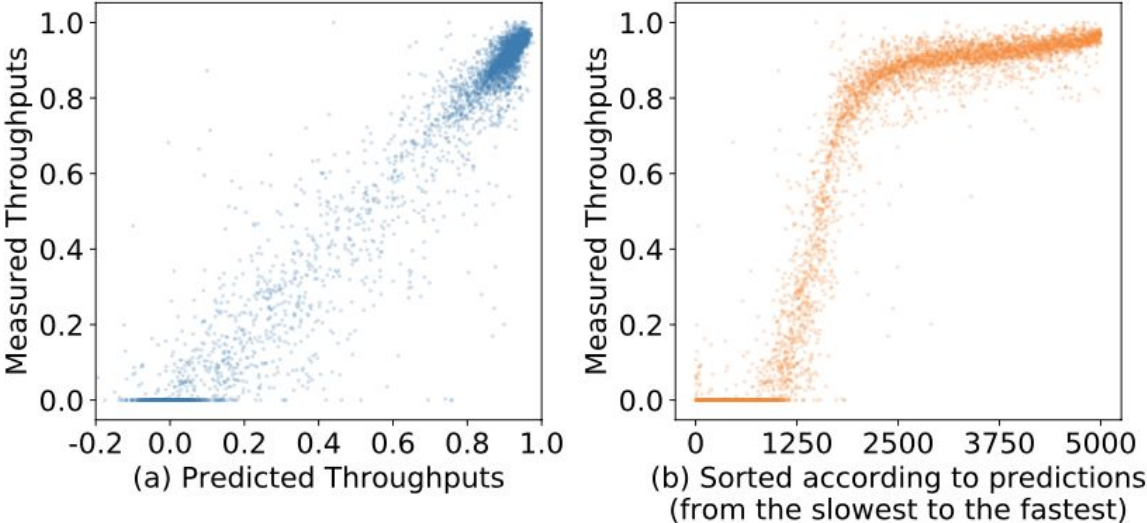 Measured Throughputs
1.0
0.8
0.6
0.4
0.2
0.0
-0.2 0.0 0.2 0.4 0.6 0.8 1.0
(a) Predicted Throughputs
Measured Throughputs
1.0
0.8
0.6
0.4
0.2
0.0
0 1250 2500 3750 5000
(b) Sorted according to predictions
(from the slowest to the fastest)